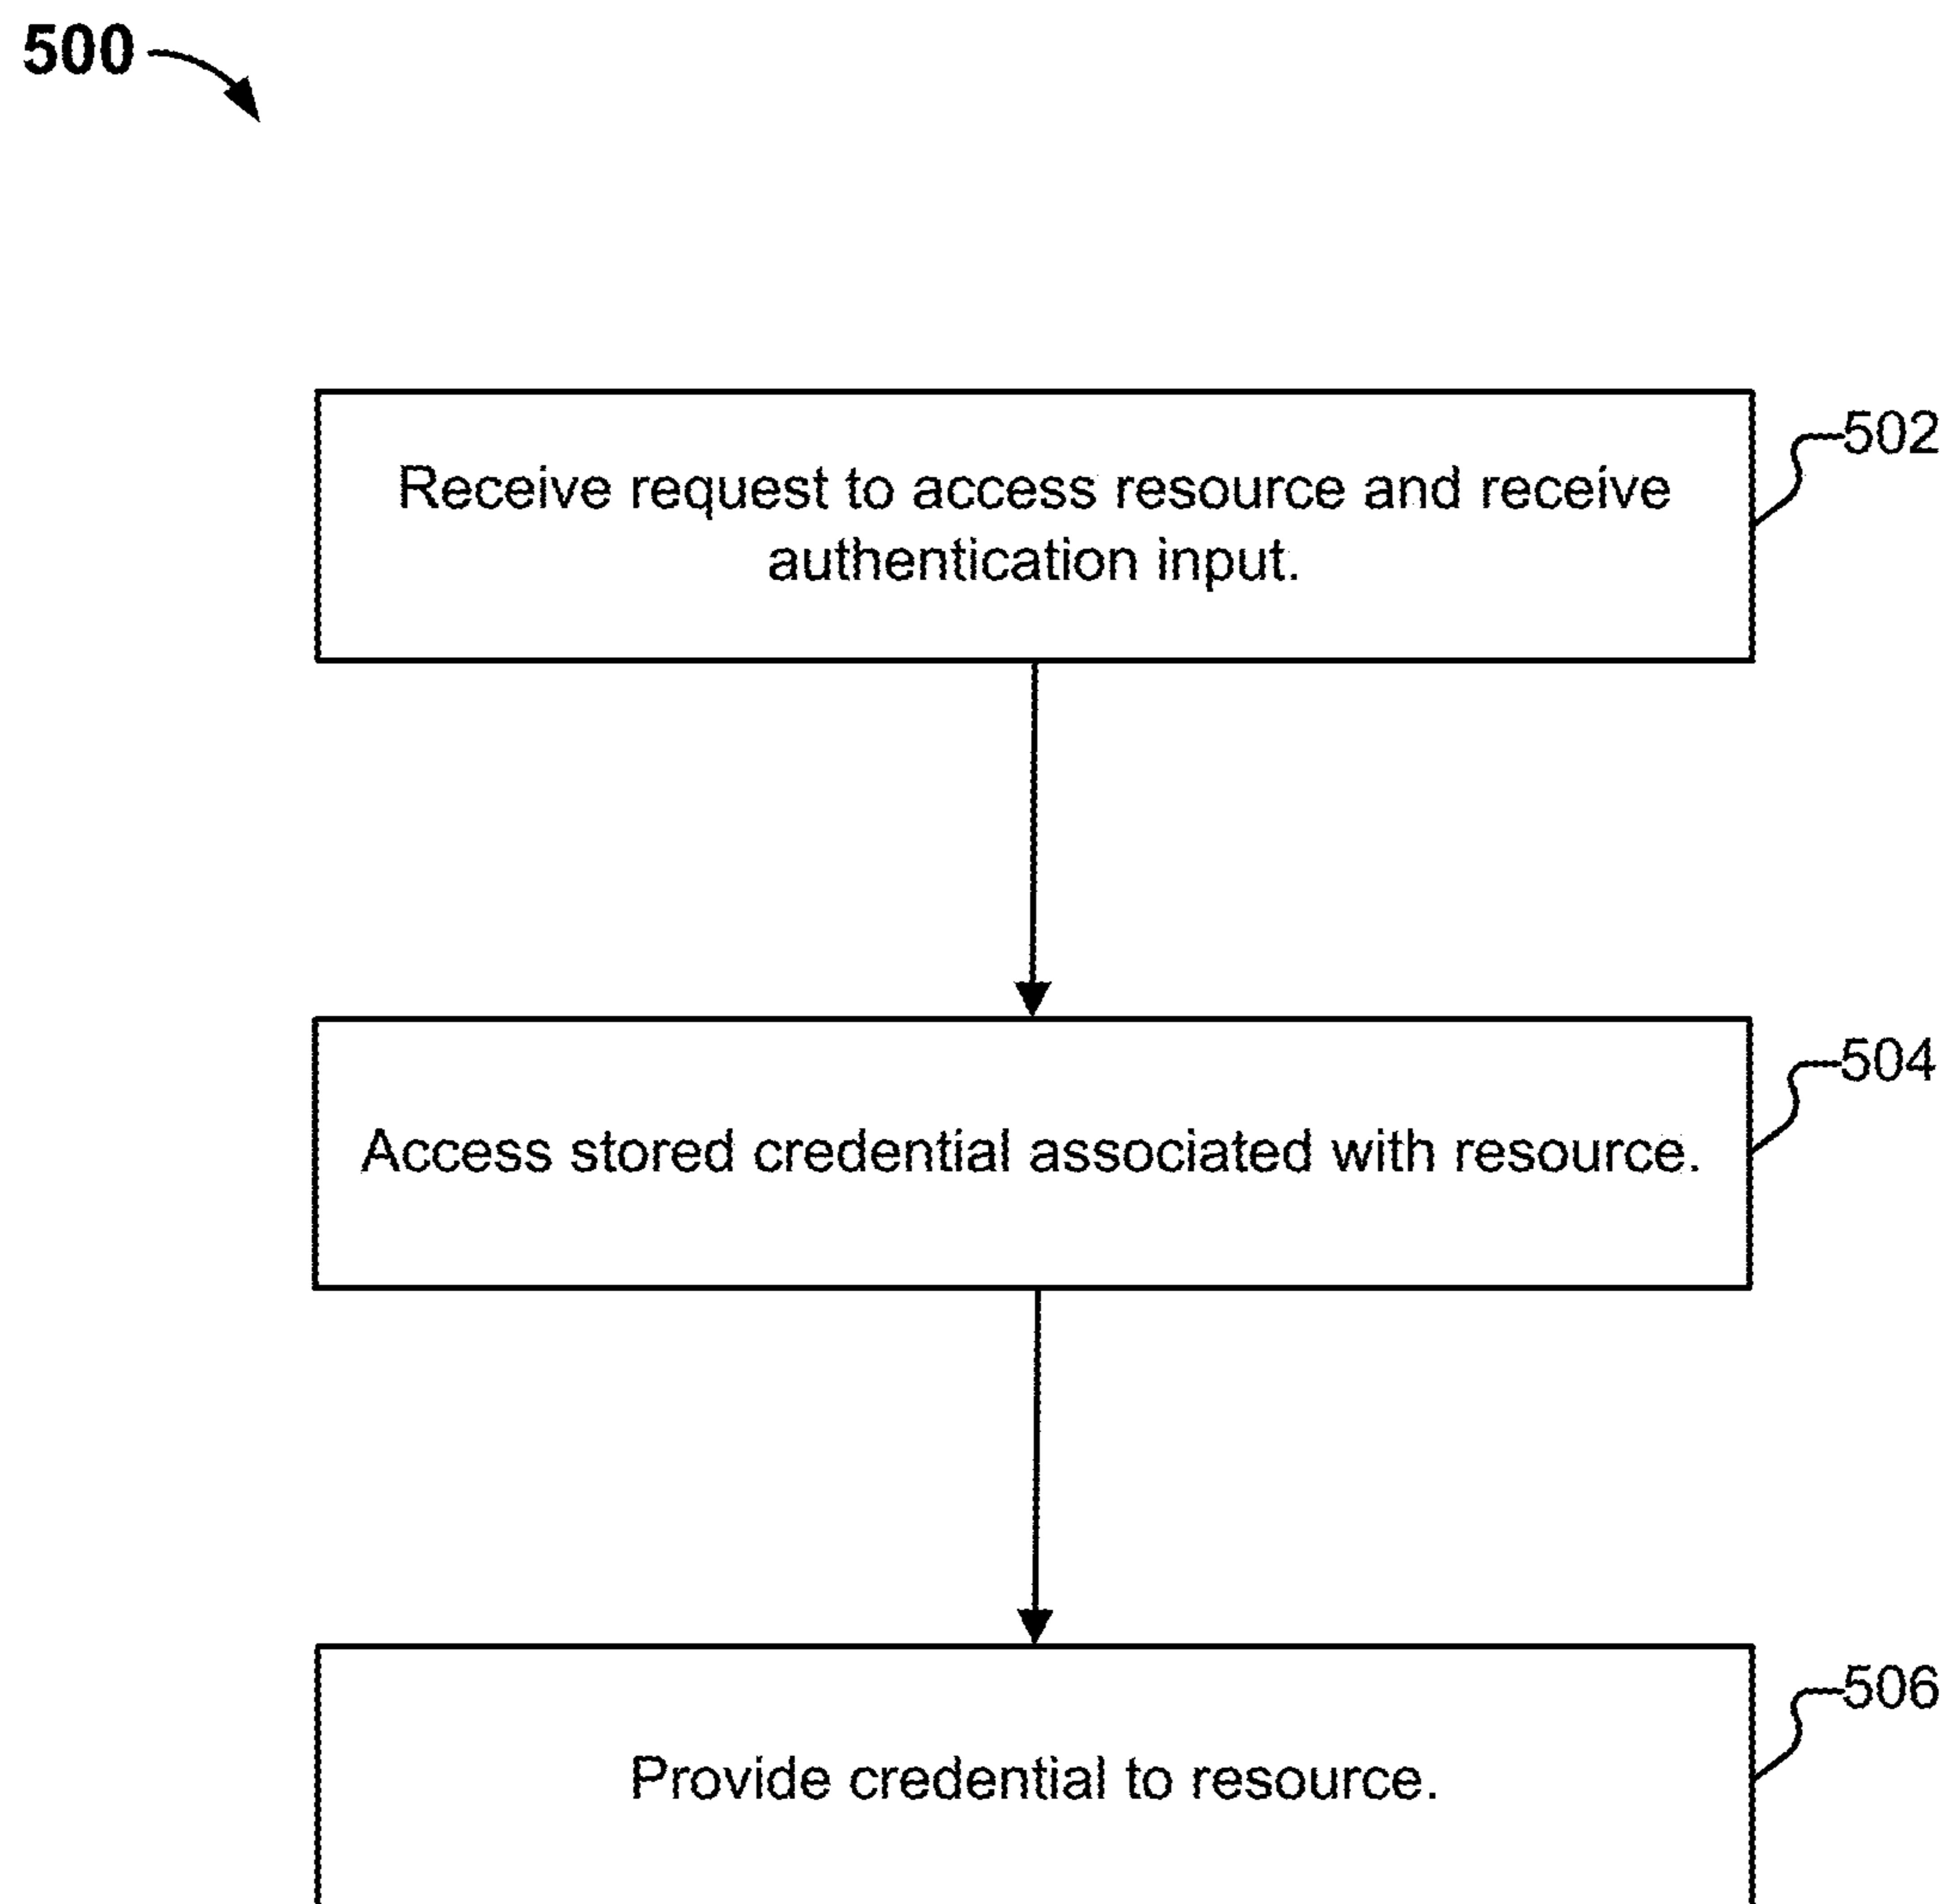 500
502
Receive request to access resource and receive
authentication input.
504
Access stored credential associated with resource.
506
Provide credential to resource.